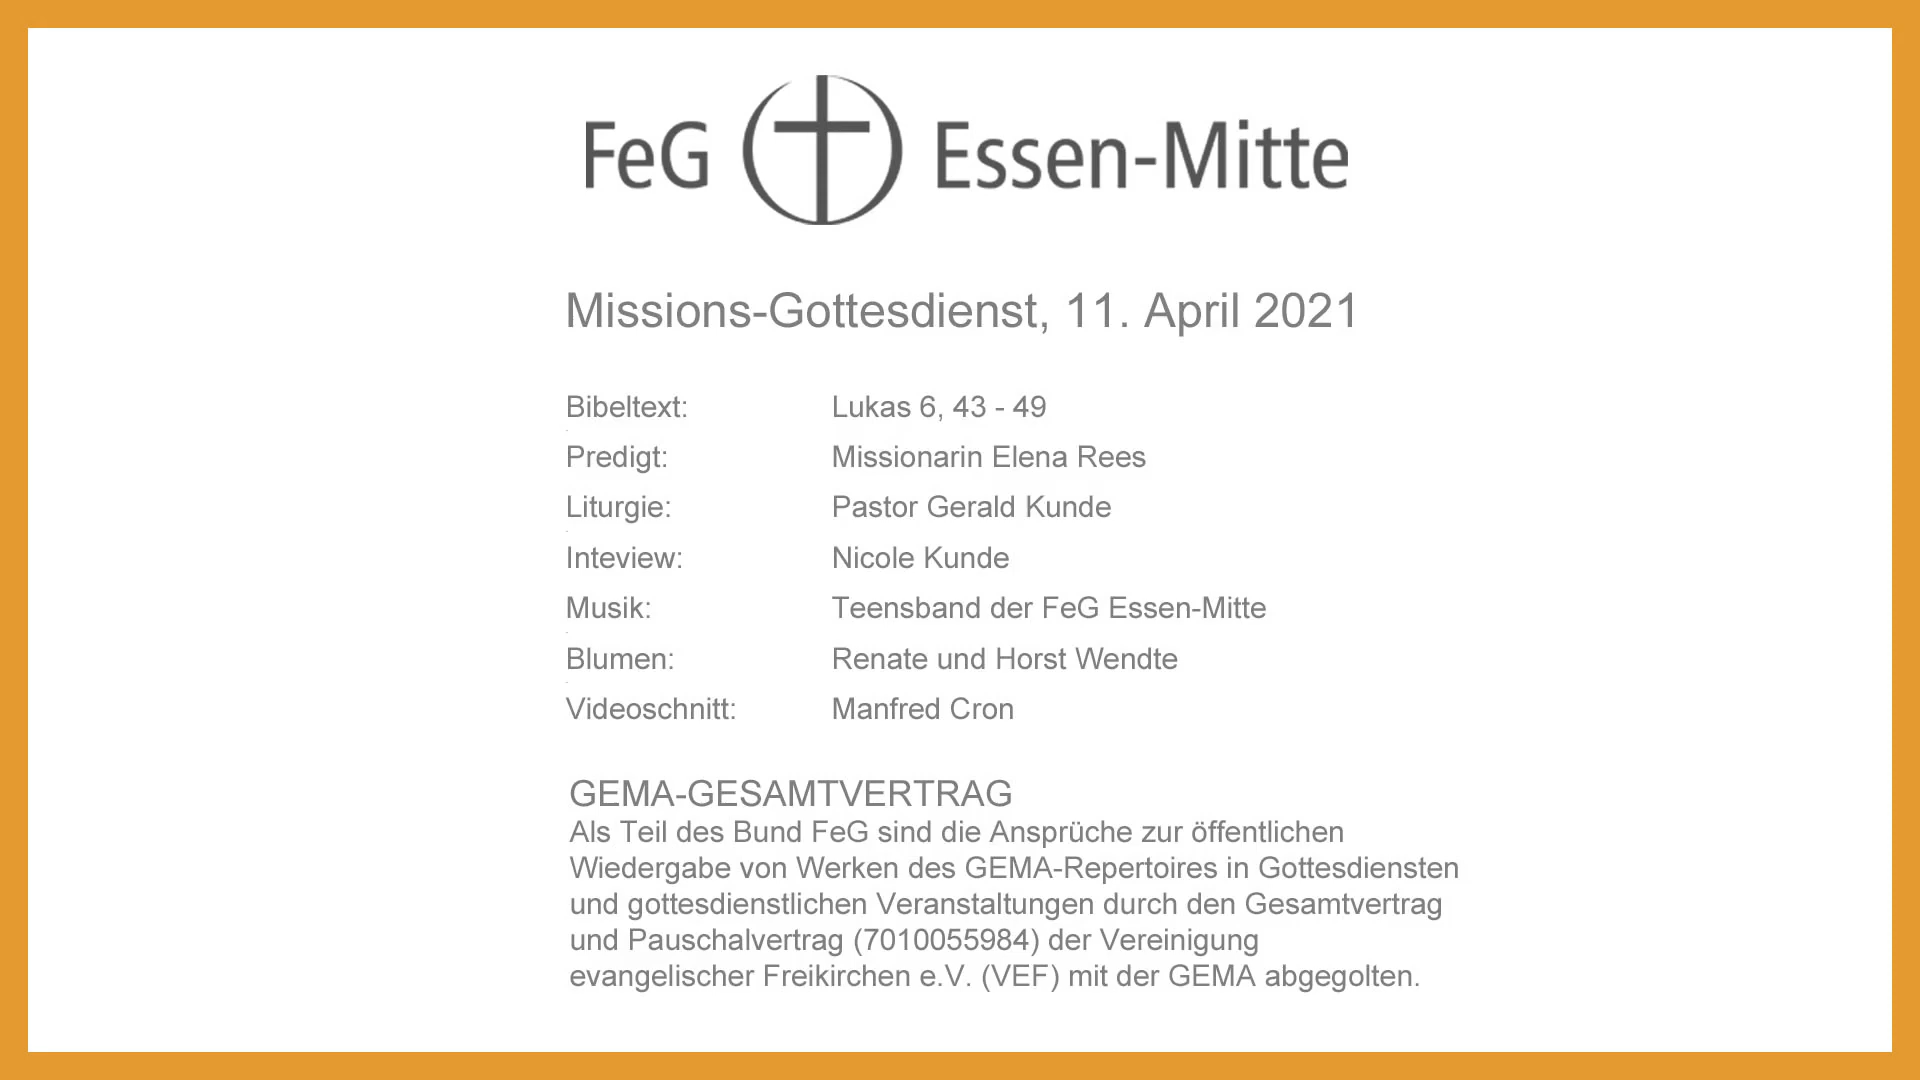 FeG Essen-Mitte
Missions-Gottesdienst, 11. April 2021
Bibeltext: Lukas 6, 43 - 49
Predigt: Missionarin Elena Rees
Liturgie: Pastor Gerald Kunde
Inteview: Nicole Kunde
Musik: Teensband der FeG Essen-Mitte
Blumen: Renate und Horst Wendte
Videoschnitt: Manfred Cron
GEMA-GESAMTVERTRAG
Als Teil des Bund FeG sind die Ansprüche zur öffentlichen
Wiedergabe von Werken des GEMA-Repertoires in Gottesdiensten
und gottesdienstlichen Veranstaltungen durch den Gesamtvertrag
und Pauschalvertrag (7010055984) der Vereinigung
evangelischer Freikirchen e.V. (VEF) mit der GEMA abgegolten.